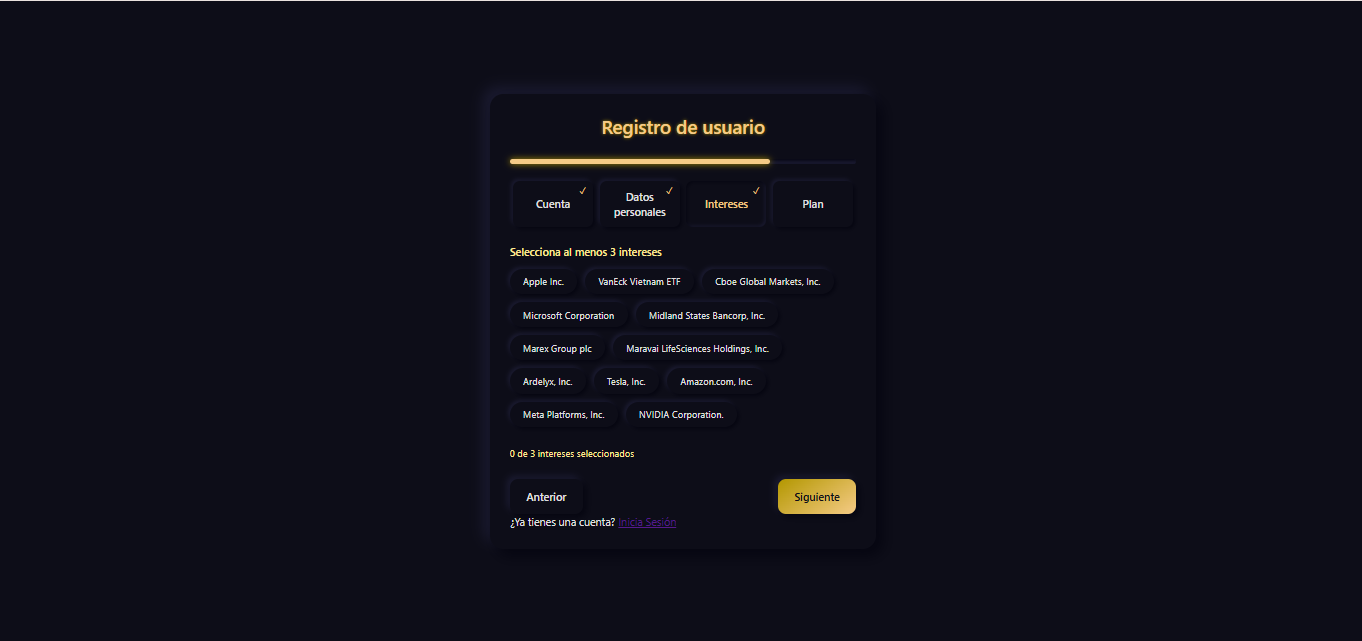 Registro de usuario
Cuenta ✓
Datos personales ✓
Intereses ✓
Plan
Selecciona al menos 3 intereses
Apple Inc. VanEck Vietnam ETF Cboe Global Markets, Inc.
Microsoft Corporation Midland States Bancorp, Inc.
Marex Group plc Maravai LifeSciences Holdings, Inc.
Ardelyx, Inc. Tesla, Inc. Amazon.com, Inc.
Meta Platforms, Inc. NVIDIA Corporation.
0 de 3 intereses seleccionados
Anterior Siguiente
¿Ya tienes una cuenta? Inicia Sesión